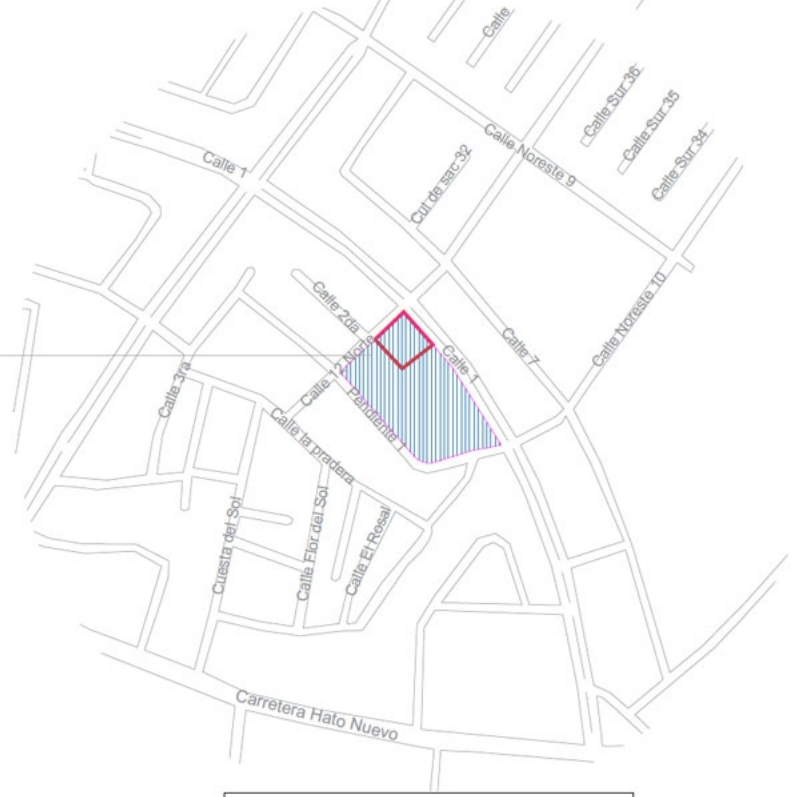 Calle
Calle Sur 36
Calle Sur 35
Calle Sur 34
Calle Noreste 9
Cul de sac 32
Calle 1
Calle Noreste 10
Calle 2da
Calle 7
Calle 1
Calle 12 Norte
Calle 3ra
Pendiente 1
Calle la pradera
Cuesta del Sol
Calle Flor del Sol
Calle El Rosal
Carretera Hato Nuevo